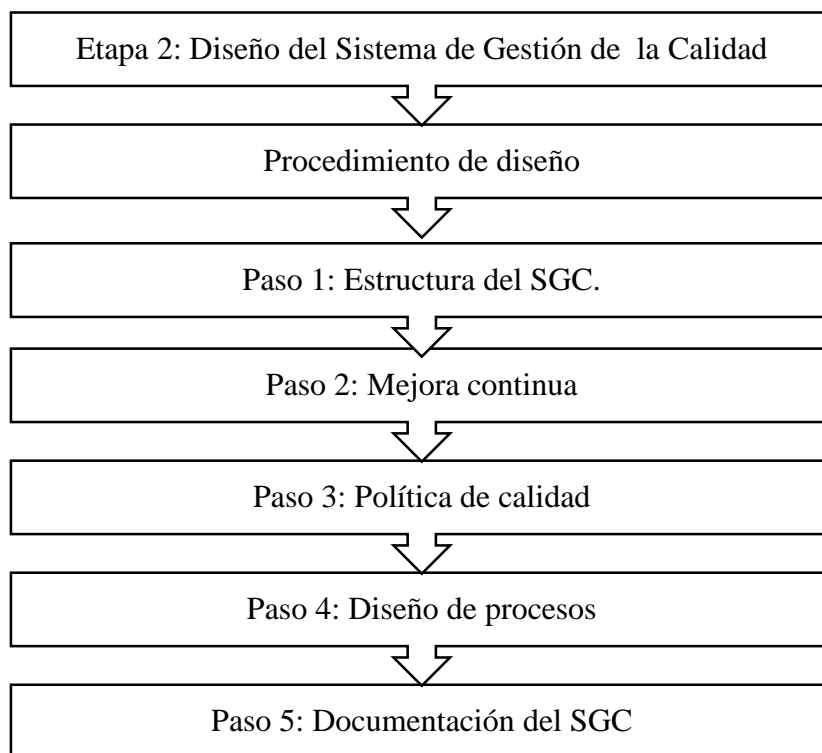 Etapa 2: Diseño del Sistema de Gestión de  la Calidad
Procedimiento de diseño
Paso 1: Estructura del SGC.
Paso 2: Mejora continua
Paso 3: Política de calidad
Paso 4: Diseño de procesos
Paso 5: Documentación del SGC